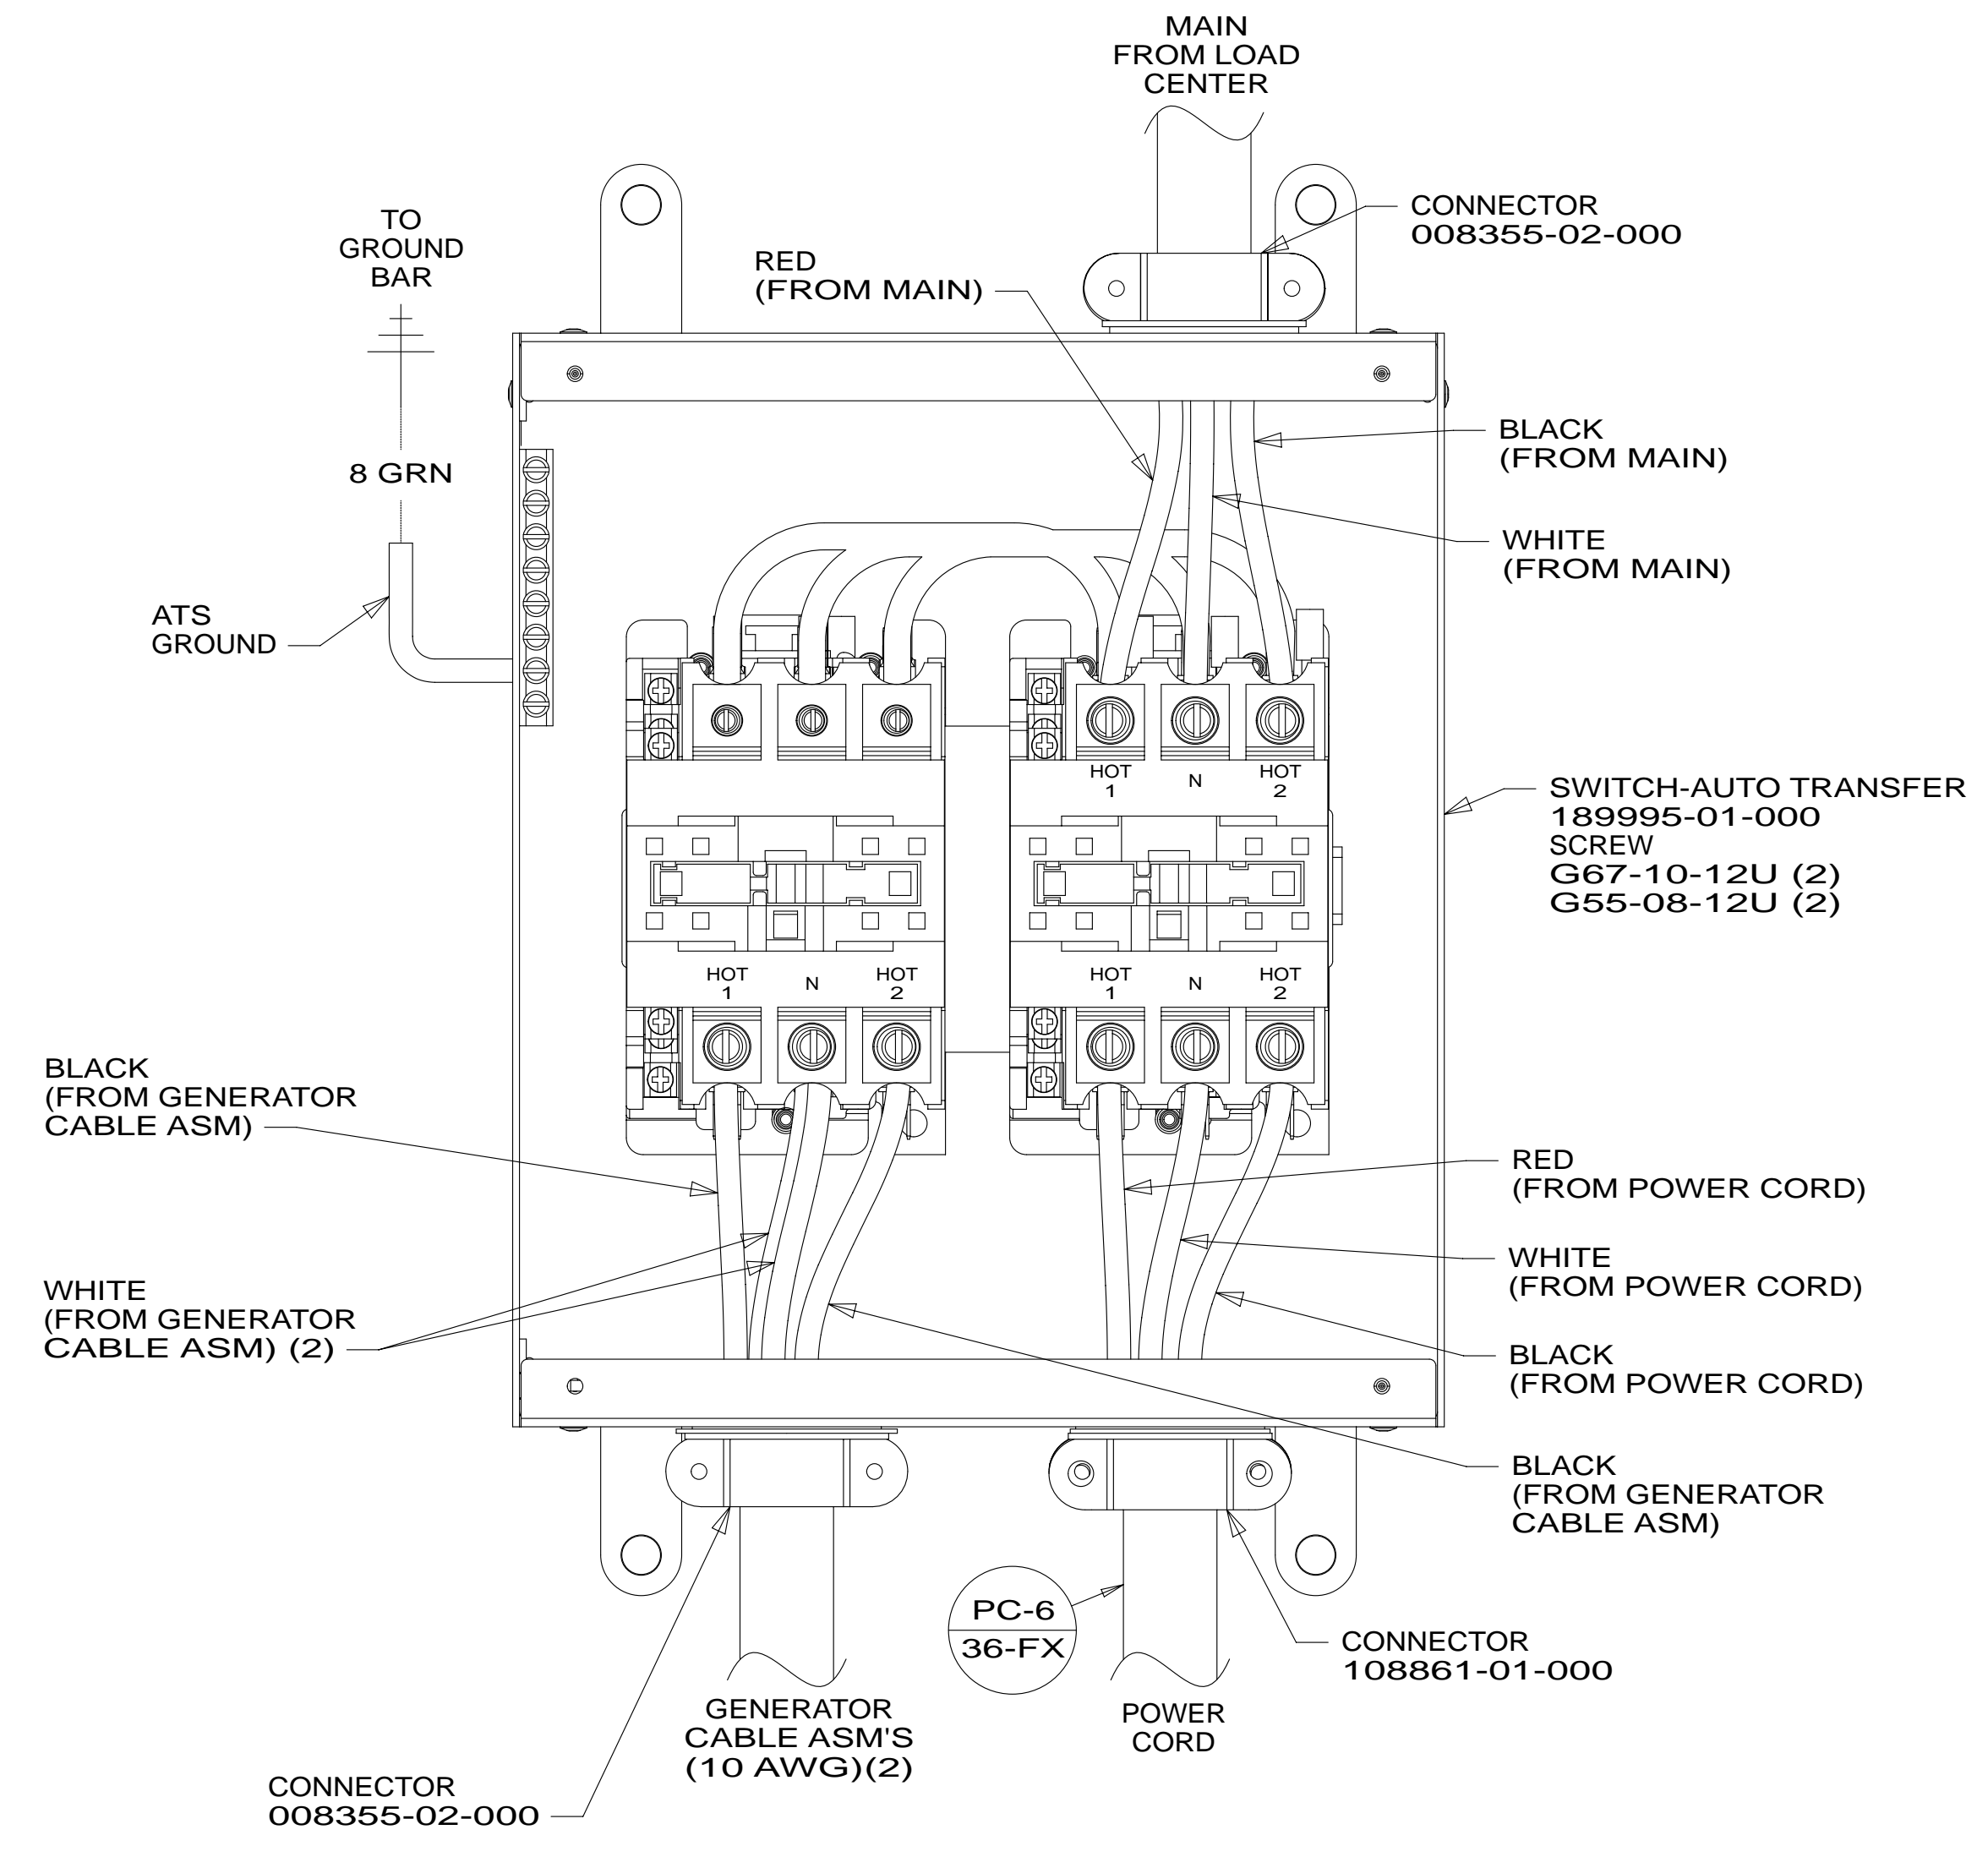 MAIN
FROM LOAD
CENTER
CONNECTOR
008355-02-000
TO
GROUND
BAR
RED
(FROM MAIN)
BLACK
(FROM MAIN)
8 GRN
WHITE
(FROM MAIN)
ATS
GROUND
HOT
1
N
HOT
2
SWITCH-AUTO TRANSFER
189995-01-000
SCREW
G67-10-12U (2)
G55-08-12U (2)
HOT
1
N
HOT
2
HOT
1
N
HOT
2
BLACK
(FROM GENERATOR
CABLE ASM)
RED
(FROM POWER CORD)
WHITE
(FROM POWER CORD)
WHITE
(FROM GENERATOR
CABLE ASM) (2)
BLACK
(FROM POWER CORD)
BLACK
(FROM GENERATOR
CABLE ASM)
PC-6
36-FX
CONNECTOR
108861-01-000
GENERATOR
CABLE ASM'S
(10 AWG)(2)
POWER
CORD
CONNECTOR
008355-02-000